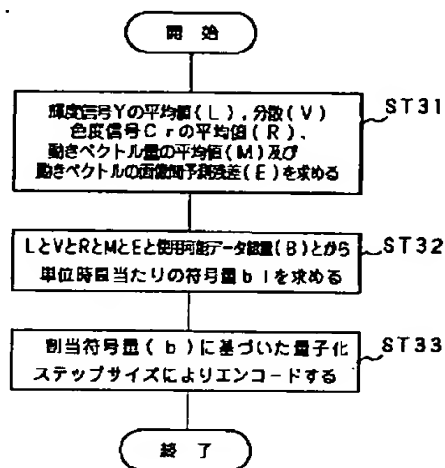 開始
輝度信号Yの平均値(L),分散(V)
色度信号Crの平均値(R)、
動きベクトル量の平均値(M)及び
動きベクトルの画像間予測残差(E)を求める
ST31
LとVとRとMとEと使用可能データ総量(B)とから
単位時間当たりの符号量biを求める
ST32
割当符号量(b)に基づいた量子化
ステップサイズによりエンコードする
ST33
終了